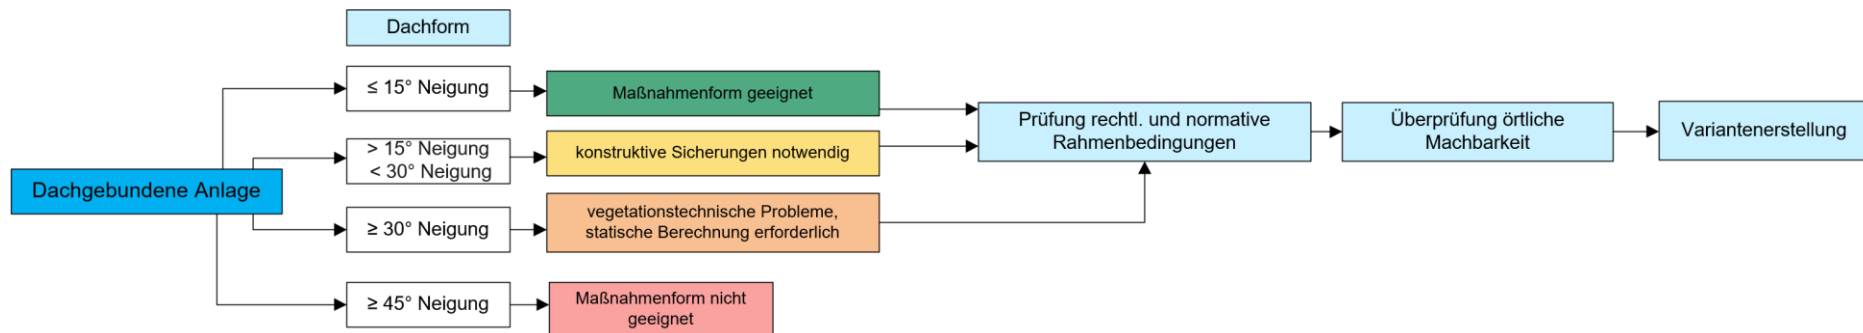 Dachform
≤ 15° Neigung
Maßnahmenform geeignet
Prüfung rechtl. und normative
Rahmenbedingungen
Überprüfung örtliche
Machbarkeit
Variantenerstellung
> 15° Neigung
< 30° Neigung
konstruktive Sicherungen notwendig
Dachgebundene Anlage
≥ 30° Neigung
vegetationstechnische Probleme,
statische Berechnung erforderlich
≥ 45° Neigung
Maßnahmenform nicht
geeignet